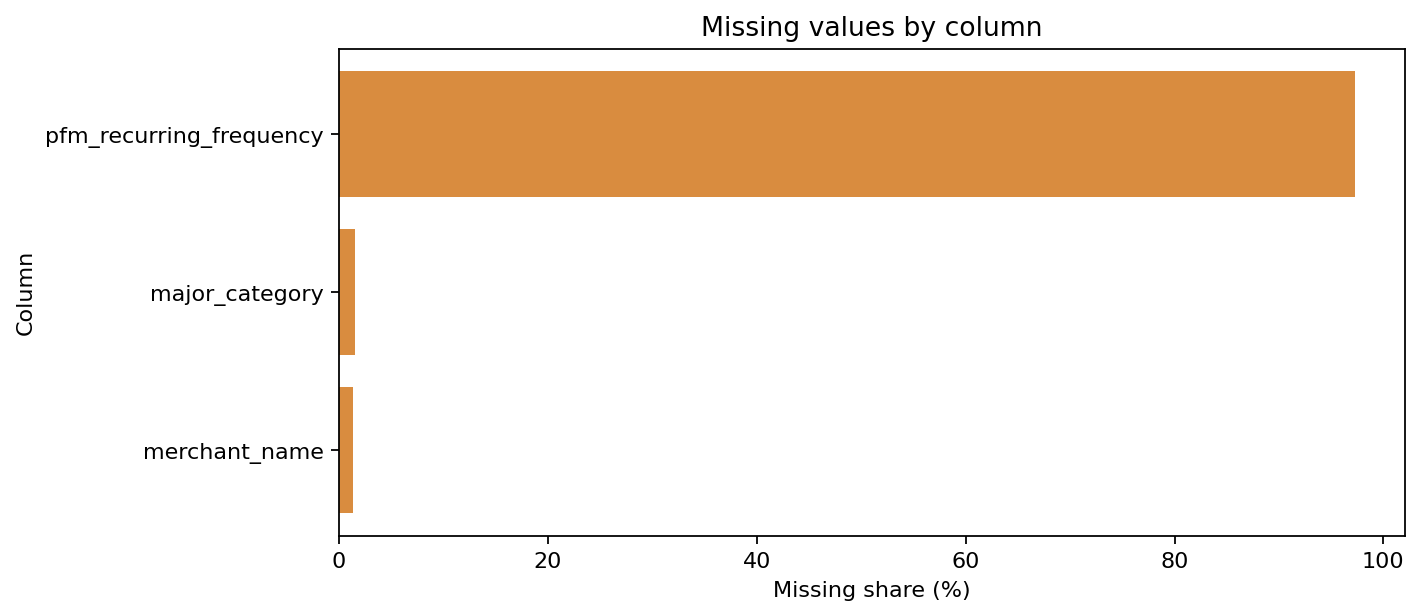 Missing values by column
pfm_recurring_frequency
major_category
merchant_name
Column
0 20 40 60 80 100
Missing share (%)